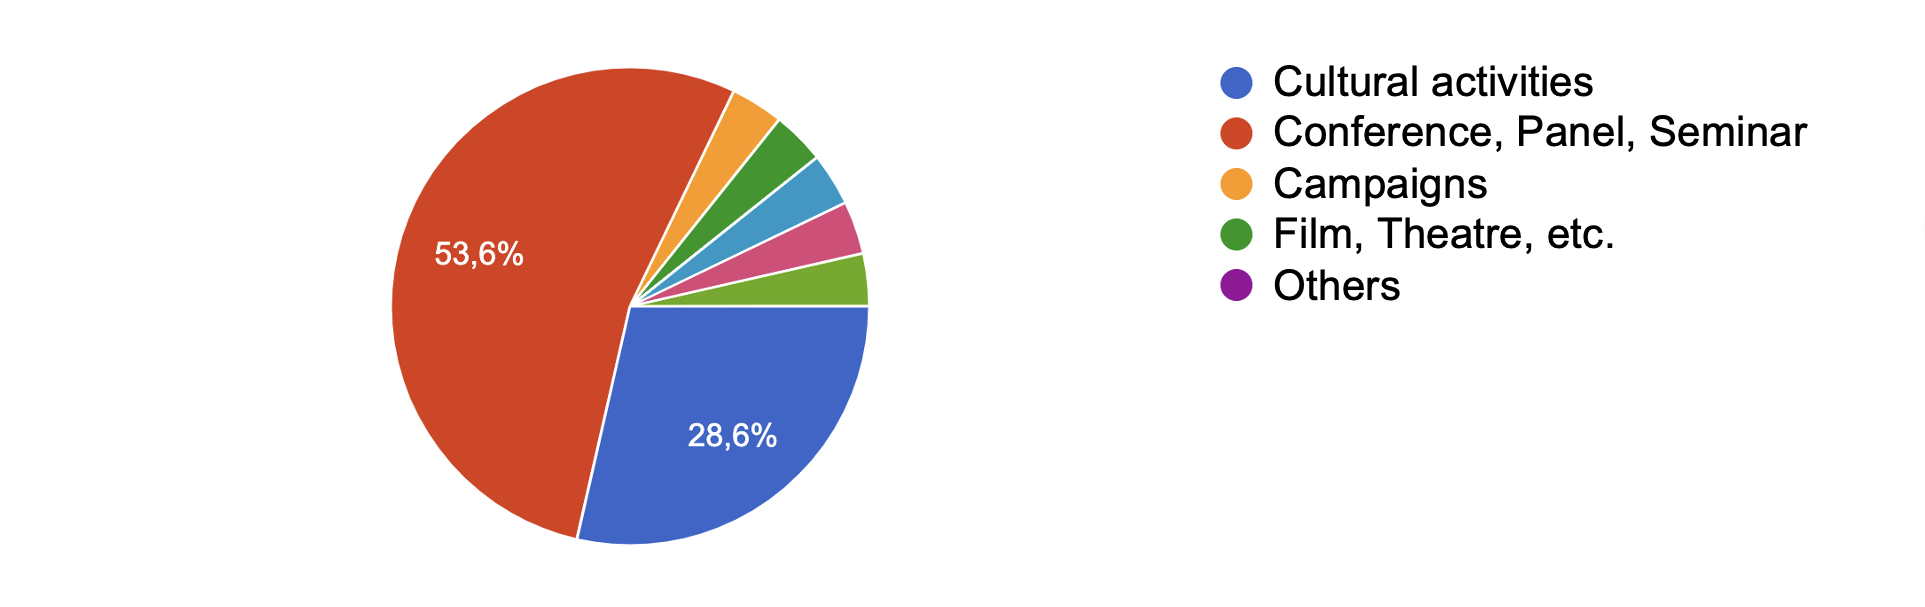 53,6%
28,6%
Cultural activities
Conference, Panel, Seminar
Campaigns
Film, Theatre, etc.
Others